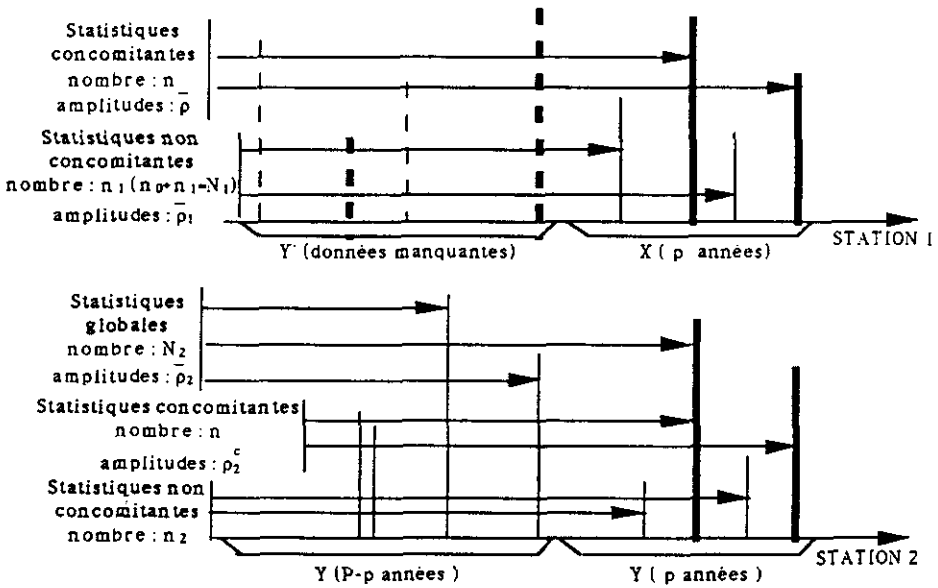 Statistiques
concomitantes
nombre : n
amplitudes : ρ̄
Statistiques non
concomitantes
nombre : n₁ (n₀+n₁=N₁)
amplitudes : ρ̄₁
Y' (données manquantes)
X ( p années)
STATION 1
Statistiques
globales
nombre : N₂
amplitudes : ρ̄₂
Statistiques concomitantes
nombre : n
amplitudes : ρ₂ᶜ
Statistiques non
concomitantes
nombre : n₂
Y (P-p années )
Y ( p années)
STATION 2